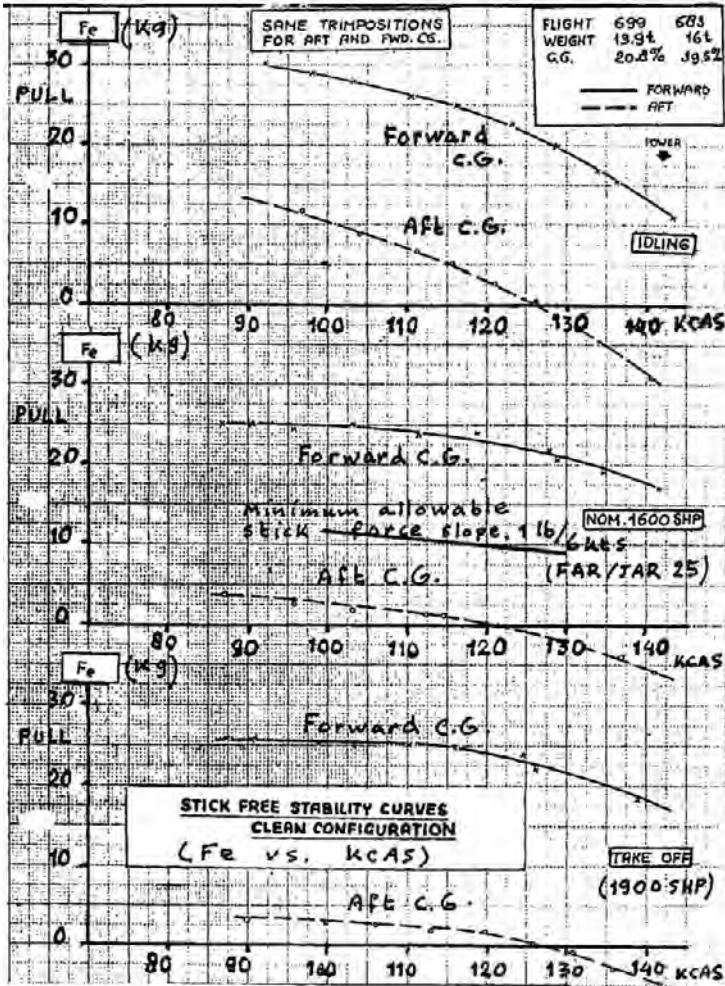 Fe (Kg)
SAME TRIMPOSITIONS
FOR AFT AND FWD. CG.
FLIGHT 699 683
WEIGHT 13.9t 16t
C.G. 20.8% 39.5%
FORWARD
AFT
30
PULL
20
10
0
Forward
C.G.
POWER
Aft C.G.
IDLING
80 90 100 110 120 130 140 KCAS
Fe (Kg)
30
PULL
20
10
0
Forward C.G.
Minimum allowable
stick force slope, 1 lb/6 kts
NOM. 1600 SHP
(FAR/JAR 25)
Aft C.G.
80 90 100 110 120 130 140 KCAS
Fe (Kg)
30
PULL
20
10
0
Forward C.G.
STICK FREE STABILITY CURVES
CLEAN CONFIGURATION
(Fe vs. KCAS)
TAKE OFF
(1900 SHP)
Aft C.G.
80 90 100 110 120 130 140 KCAS